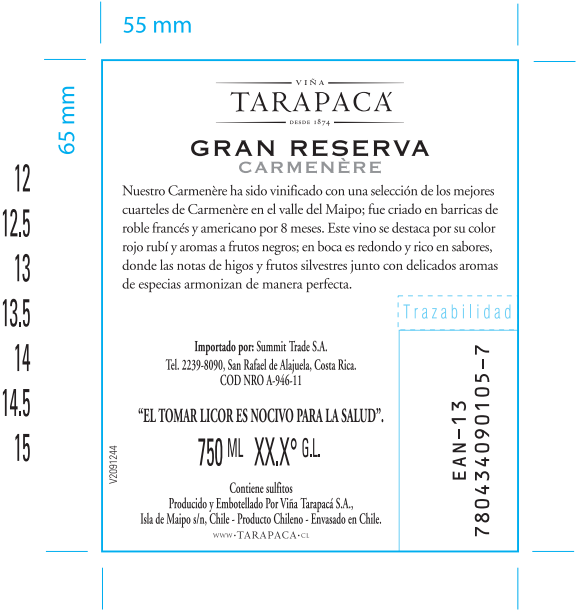 55 mm
65 mm
VIÑA
TARAPACÁ
DESDE 1874
GRAN RESERVA
CARMENÈRE
Nuestro Carmenère ha sido vinificado con una selección de los mejores
cuarteles de Carmenère en el valle del Maipo; fue criado en barricas de
roble francés y americano por 8 meses. Este vino se destaca por su color
rojo rubí y aromas a frutos negros; en boca es redondo y rico en sabores,
donde las notas de higos y frutos silvestres junto con delicados aromas
de especias armonizan de manera perfecta.
12
12.5
13
13.5
14
14.5
15
Trazabilidad
Importado por: Summit Trade S.A.
Tel. 2239-8090, San Rafael de Alajuela, Costa Rica.
COD NRO A-946-11
“EL TOMAR LICOR ES NOCIVO PARA LA SALUD”.
750 ML XX.X° G.L.
V2091244
Contiene sulfitos
Producido y Embotellado Por Viña Tarapacá S.A.,
Isla de Maipo s/n, Chile - Producto Chileno - Envasado en Chile.
WWW·TARAPACA·CL
EAN-13
780434090105-7